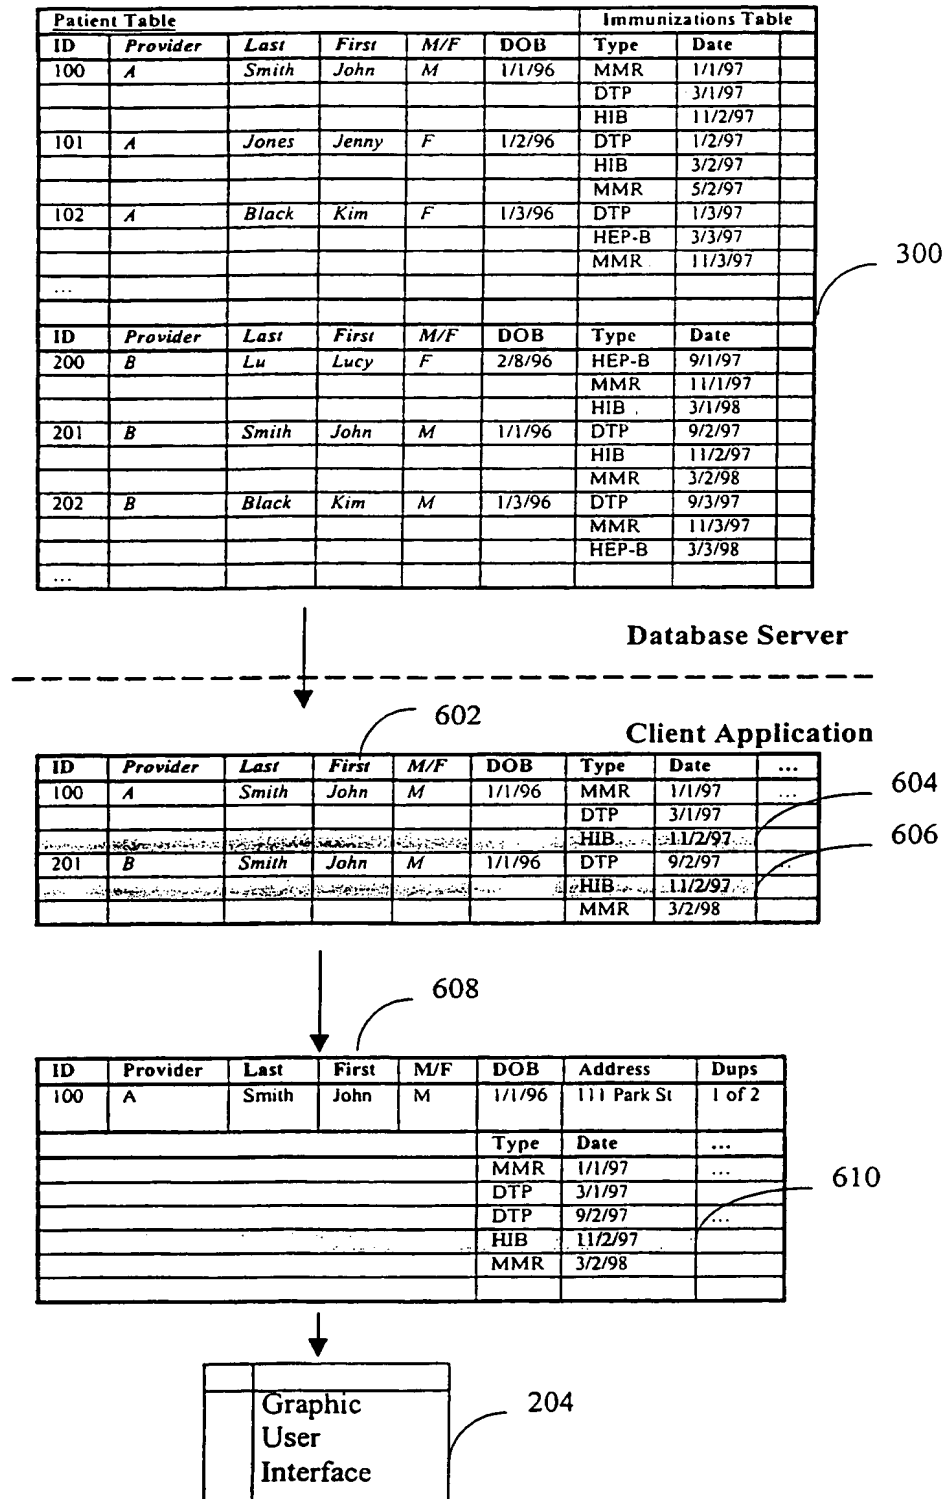 Patient Table Immunizations Table
ID Provider Last First M/F DOB Type Date
100 A Smith John M 1/1/96 MMR 1/1/97
DTP 3/1/97
HIB 11/2/97
101 A Jones Jenny F 1/2/96 DTP 1/2/97
HIB 3/2/97
MMR 5/2/97
102 A Black Kim F 1/3/96 DTP 1/3/97
HEP-B 3/3/97
MMR 11/3/97
300
...
ID Provider Last First M/F DOB Type Date
200 B Lu Lucy F 2/8/96 HEP-B 9/1/97
MMR 11/1/97
HIB 3/1/98
201 B Smith John M 1/1/96 DTP 9/2/97
HIB 11/2/97
MMR 3/2/98
202 B Black Kim M 1/3/96 DTP 9/3/97
MMR 11/3/97
HEP-B 3/3/98
...
Database Server
602
Client Application
ID Provider Last First M/F DOB Type Date ...
100 A Smith John M 1/1/96 MMR 1/1/97 ...
604
DTP 3/1/97
HIB 11/2/97
606
201 B Smith John M 1/1/96 DTP 9/2/97 ...
HIB 11/2/97
MMR 3/2/98
608
ID Provider Last First M/F DOB Address Dups
100 A Smith John M 1/1/96 111 Park St 1 of 2
Type Date ...
MMR 1/1/97 ...
DTP 3/1/97
610
DTP 9/2/97 ...
HIB 11/2/97
MMR 3/2/98
Graphic
204
User
Interface